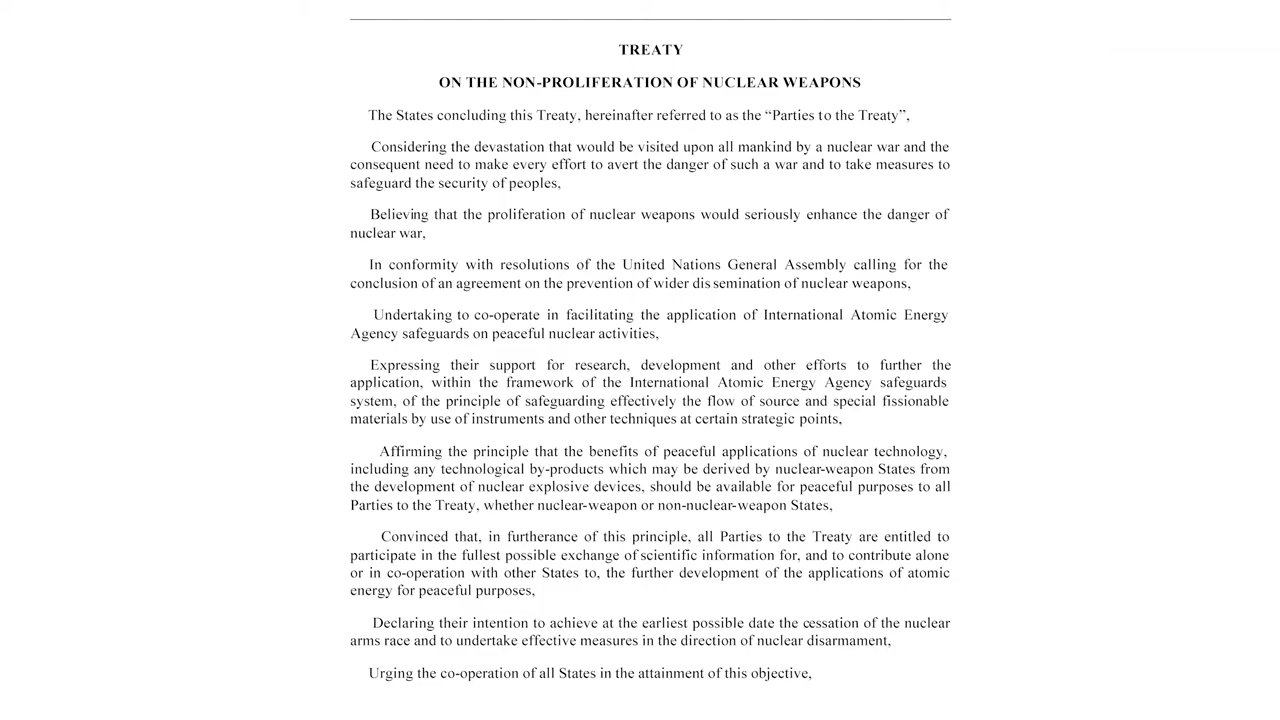 TREATY
ON THE NON-PROLIFERATION OF NUCLEAR WEAPONS
The States concluding this Treaty, hereinafter referred to as the “Parties to the Treaty”,
Considering the devastation that would be visited upon all mankind by a nuclear war and the
consequent need to make every effort to avert the danger of such a war and to take measures to
safeguard the security of peoples,
Believing that the proliferation of nuclear weapons would seriously enhance the danger of
nuclear war,
In conformity with resolutions of the United Nations General Assembly calling for the
conclusion of an agreement on the prevention of wider dissemination of nuclear weapons,
Undertaking to co-operate in facilitating the application of International Atomic Energy
Agency safeguards on peaceful nuclear activities,
Expressing their support for research, development and other efforts to further the
application, within the framework of the International Atomic Energy Agency safeguards
system, of the principle of safeguarding effectively the flow of source and special fissionable
materials by use of instruments and other techniques at certain strategic points,
Affirming the principle that the benefits of peaceful applications of nuclear technology,
including any technological by-products which may be derived by nuclear-weapon States from
the development of nuclear explosive devices, should be available for peaceful purposes to all
Parties to the Treaty, whether nuclear-weapon or non-nuclear-weapon States,
Convinced that, in furtherance of this principle, all Parties to the Treaty are entitled to
participate in the fullest possible exchange of scientific information for, and to contribute alone
or in co-operation with other States to, the further development of the applications of atomic
energy for peaceful purposes,
Declaring their intention to achieve at the earliest possible date the cessation of the nuclear
arms race and to undertake effective measures in the direction of nuclear disarmament,
Urging the co-operation of all States in the attainment of this objective,